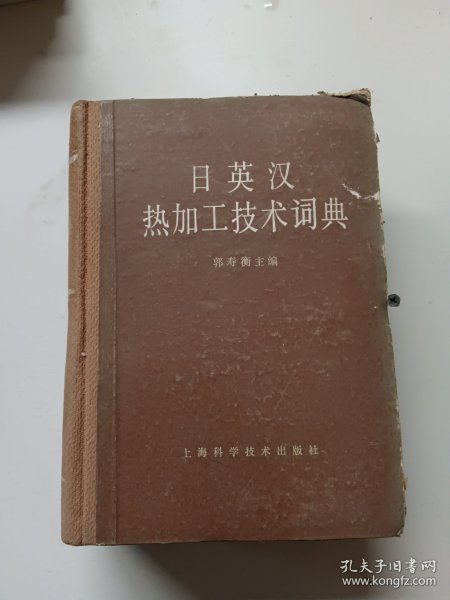 日英汉
热加工技术词典
郭寿衡主编
上海科学技术出版社
孔夫子旧书网
www.kongfz.com